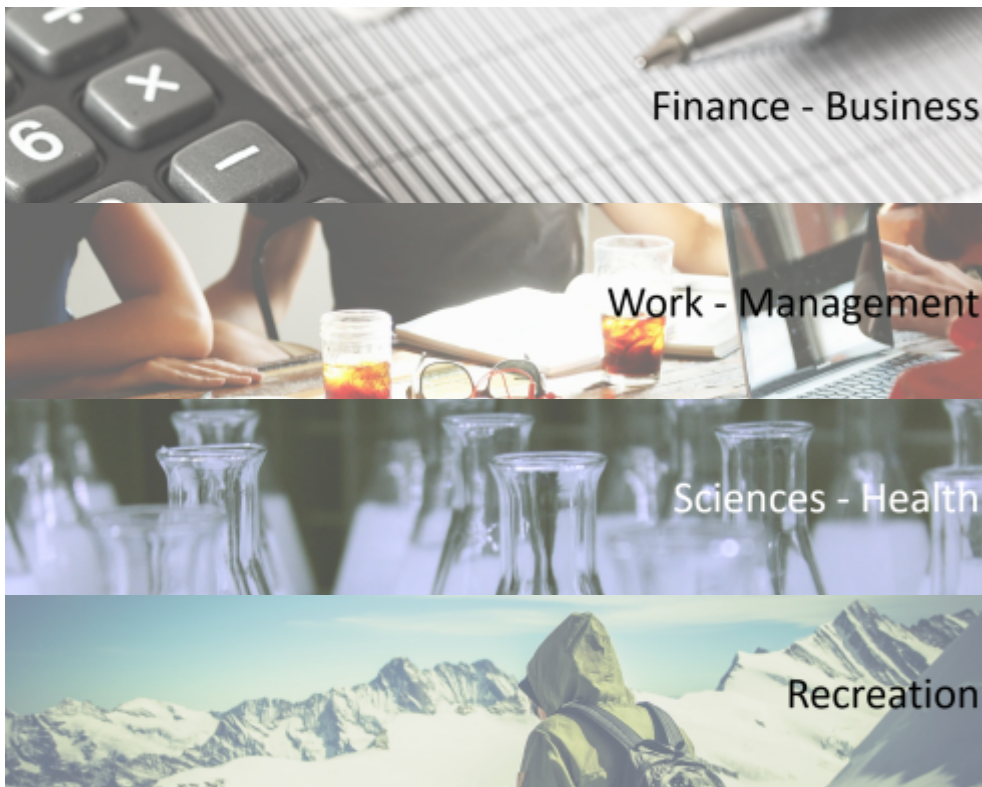 Finance - Business
Work - Management
Sciences - Health
Recreation